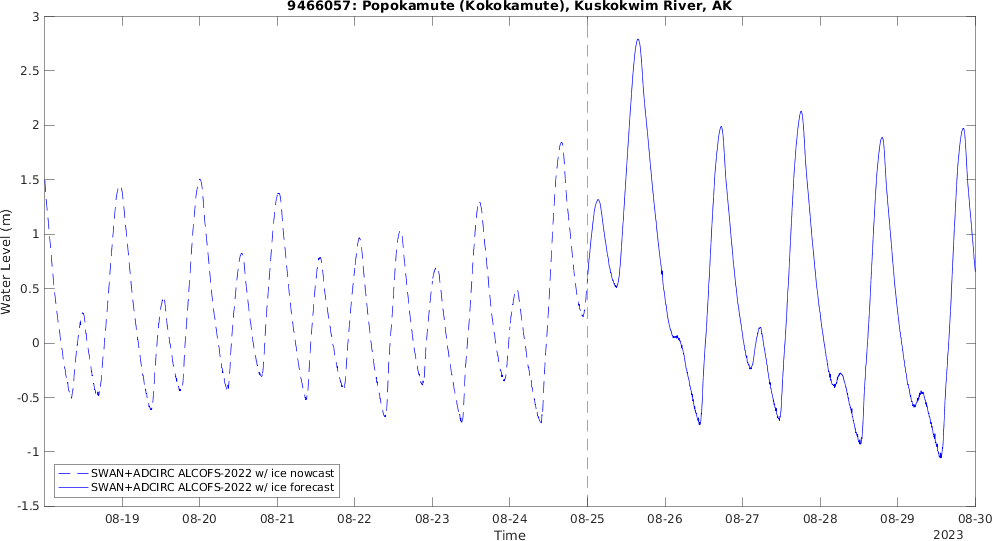 9466057: Popokamute (Kokokamute), Kuskokwim River, AK
3
2.5
2
1.5
1
0.5
0
-0.5
-1
-1.5
Water Level (m)
SWAN+ADCIRC ALCOFS-2022 w/ ice nowcast
SWAN+ADCIRC ALCOFS-2022 w/ ice forecast
08-19 08-20 08-21 08-22 08-23 08-24 08-25 08-26 08-27 08-28 08-29 08-30
Time
2023